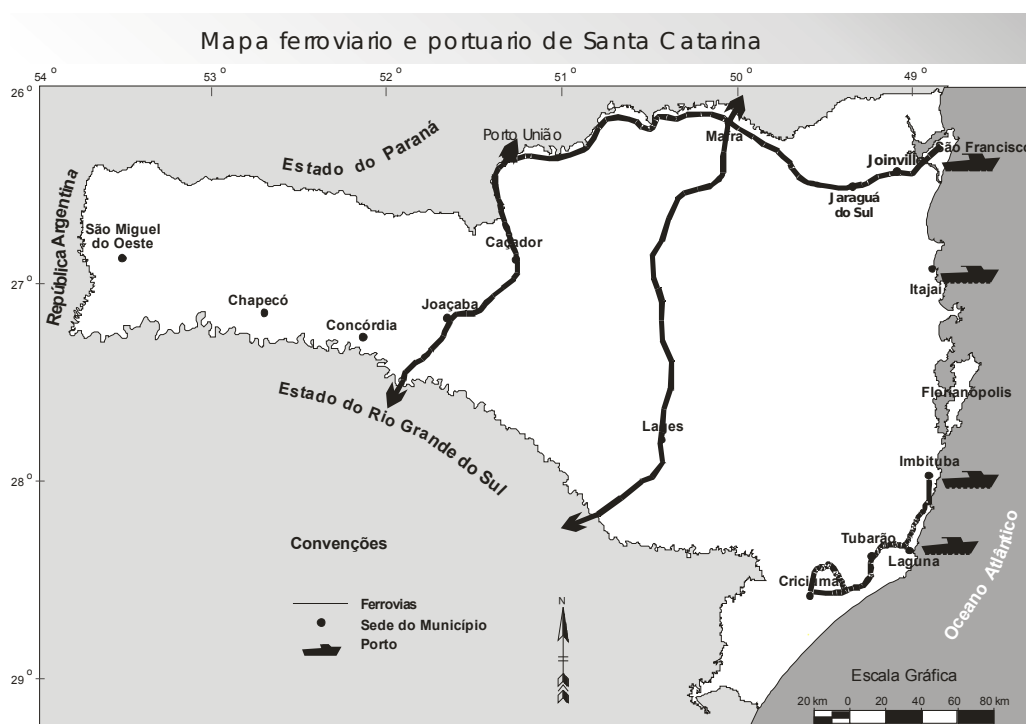 Mapa ferroviario e portuario de Santa Catarina
54 º
53 º
52 º
51 º
50 º
49 º
26 º
27 º
28 º
29 º
Estado do Paraná
República Argentina
Estado do Rio Grande do Sul
Oceano Atlântico
Porto União
Mafra
São Francisco
Joinville
Jaraguá
do Sul
São Miguel
do Oeste
Caçador
Chapecó
Joaçaba
Concórdia
Itajaí
Florianópolis
Lages
Imbituba
Tubarão
Laguna
Criciúma
Convenções
Ferrovias
Sede do Município
Porto
N
Escala Gráfica
20 km 0 20 40 60 80 km